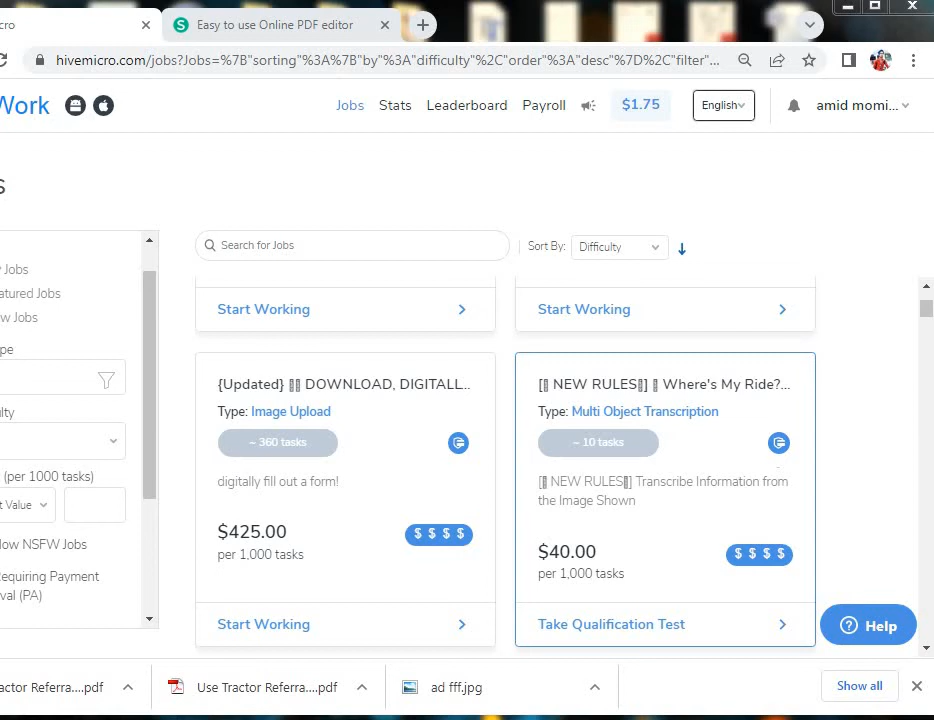 cro
Easy to use Online PDF editor
hivemicro.com/jobs?Jobs=%7B"sorting"%3A%7B"by"%3A"difficulty"%2C"order"%3A"desc"%7D%2C"filter"...
Work
Jobs Stats Leaderboard Payroll $1.75 English amid momi...
s
Jobs
atured Jobs
w Jobs
pe
lty
(per 1000 tasks)
t Value
low NSFW Jobs
equiring Payment
val (PA)
Search for Jobs
Sort By: Difficulty
Start Working
Start Working
{Updated} DOWNLOAD, DIGITALL...
Type: Image Upload
~ 360 tasks
digitally fill out a form!
$425.00
$ $ $ $
per 1,000 tasks
Start Working
[ NEW RULES ] Where's My Ride?...
Type: Multi Object Transcription
~ 10 tasks
[ NEW RULES ] Transcribe Information from
the Image Shown
$40.00
$ $ $ $
per 1,000 tasks
Take Qualification Test
Help
actor Referra....pdf
Use Tractor Referra....pdf
ad fff.jpg
Show all